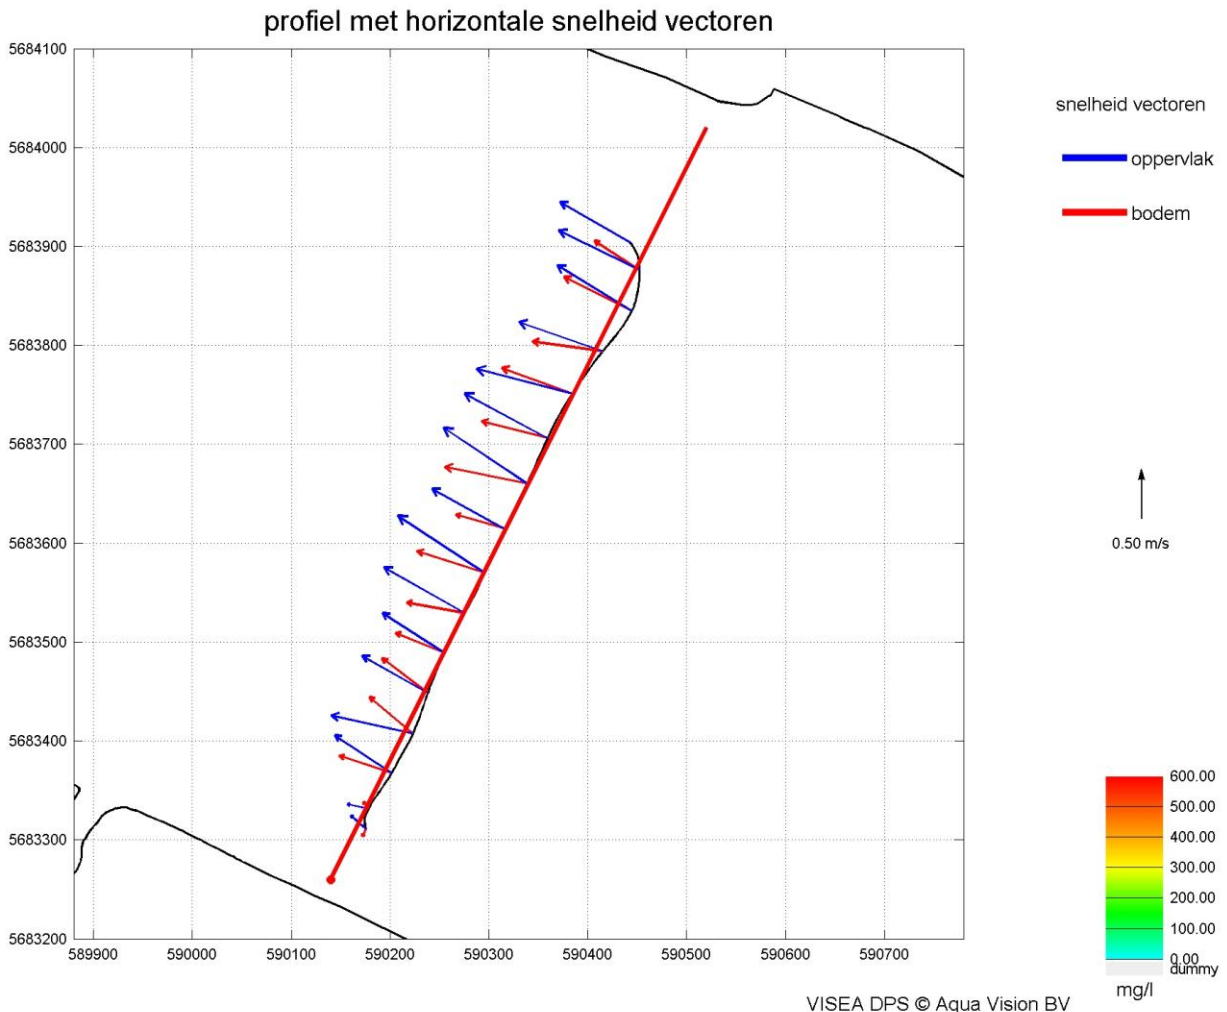 profiel met horizontale snelheid vectoren
5684100
5684000
5683900
5683800
5683700
5683600
5683500
5683400
5683300
5683200
589900 590000 590100 590200 590300 590400 590500 590600 590700
snelheid vectoren
oppervlak
bodem
0.50 m/s
600.00
500.00
400.00
300.00
200.00
100.00
0.00
dummy
mg/l
VISEA DPS © Aqua Vision BV